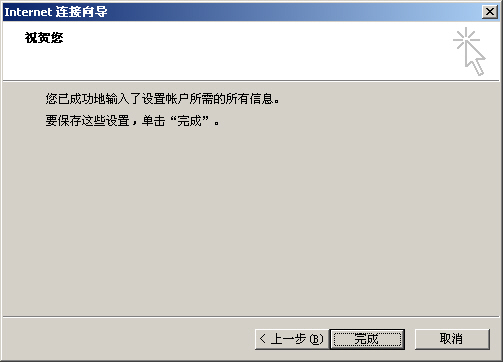 Internet 连接向导
祝贺您
您已成功地输入了设置帐户所需的所有信息。
要保存这些设置，单击“完成”。
< 上一步(B)
完成
取消